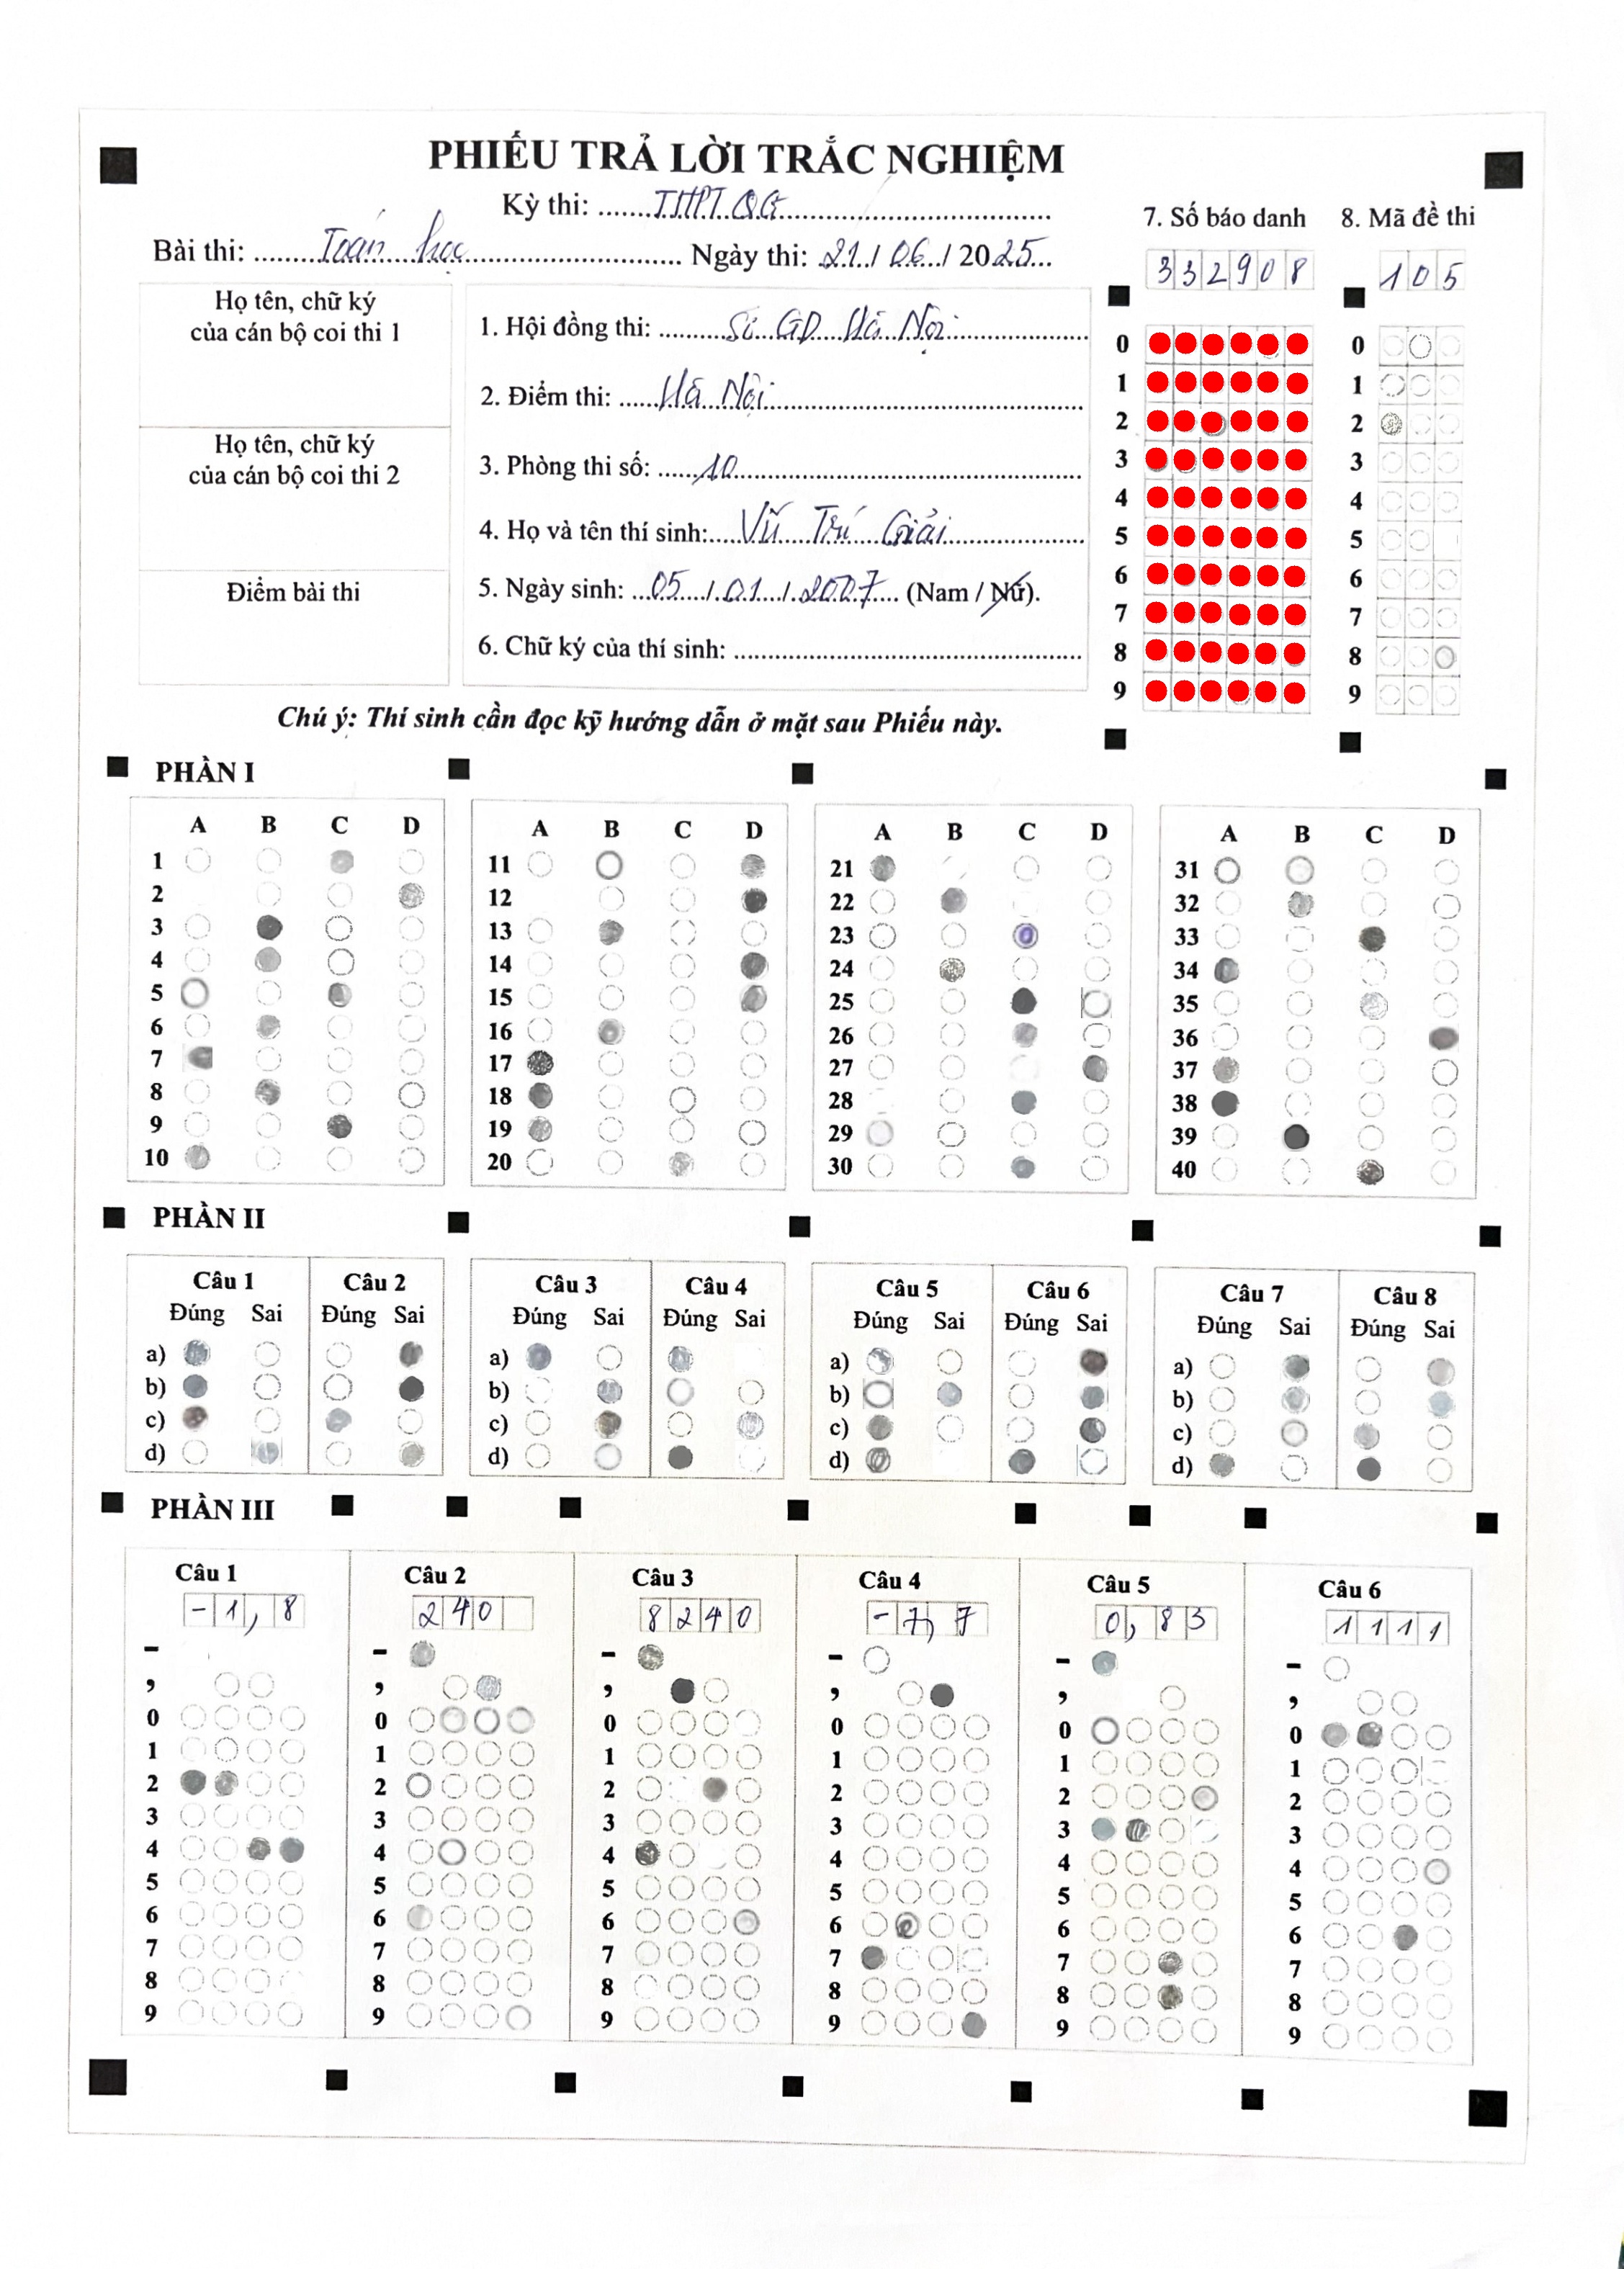 PHIẾU TRẢ LỜI TRẮC NGHIỆM
Kỳ thi: THPT QG
Bài thi: Toán học Ngày thi: 21 / 06 / 2025
7. Số báo danh 8. Mã đề thi
332908 105
Họ tên, chữ ký
của cán bộ coi thi 1
Họ tên, chữ ký
của cán bộ coi thi 2
Điểm bài thi
1. Hội đồng thi: Sở GD Hà Nội
2. Điểm thi: Hà Nội
3. Phòng thi số: 10
4. Họ và tên thí sinh: Vũ Trí Giải
5. Ngày sinh: 05 / 01 / 2007 (Nam / Nữ).
6. Chữ ký của thí sinh:
0 0
1 1
2 2
3 3
4 4
5 5
6 6
7 7
8 8
9 9
Chú ý: Thí sinh cần đọc kỹ hướng dẫn ở mặt sau Phiếu này.
PHẦN I
A B C D A B C D A B C D A B C D
1 11 21 31
2 12 22 32
3 13 23 33
4 14 24 34
5 15 25 35
6 16 26 36
7 17 27 37
8 18 28 38
9 19 29 39
10 20 30 40
PHẦN II
Câu 1 Câu 2 Câu 3 Câu 4 Câu 5 Câu 6 Câu 7 Câu 8
Đúng Sai Đúng Sai Đúng Sai Đúng Sai Đúng Sai Đúng Sai Đúng Sai Đúng Sai
a) a) a) a)
b) b) b) b)
c) c) c) c)
d) d) d) d)
PHẦN III
Câu 1 Câu 2 Câu 3 Câu 4 Câu 5 Câu 6
-1,8 240 8240 -7,7 0,83 1111
- - - - - -
, , , , , ,
0 0 0 0 0 0
1 1 1 1 1 1
2 2 2 2 2 2
3 3 3 3 3 3
4 4 4 4 4 4
5 5 5 5 5 5
6 6 6 6 6 6
7 7 7 7 7 7
8 8 8 8 8 8
9 9 9 9 9 9